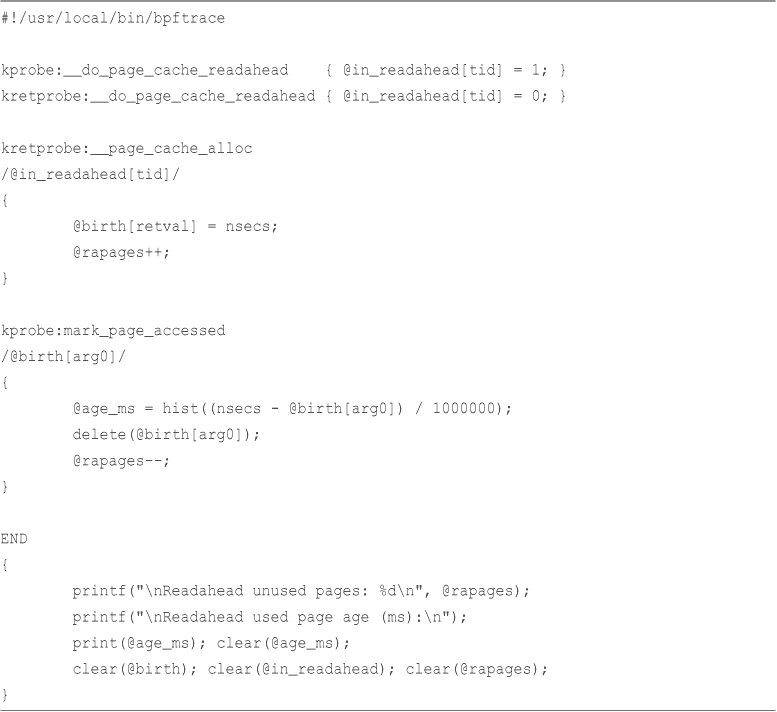 #!/usr/local/bin/bpftrace

kprobe:__do_page_cache_readahead    { @in_readahead[tid] = 1; }
kretprobe:__do_page_cache_readahead { @in_readahead[tid] = 0; }

kretprobe:__page_cache_alloc
/@in_readahead[tid]/
{
        @birth[retval] = nsecs;
        @rapages++;
}

kprobe:mark_page_accessed
/@birth[arg0]/
{
        @age_ms = hist((nsecs - @birth[arg0]) / 1000000);
        delete(@birth[arg0]);
        @rapages--;
}

END
{
        printf("\nReadahead unused pages: %d\n", @rapages);
        printf("\nReadahead used page age (ms):\n");
        print(@age_ms); clear(@age_ms);
        clear(@birth); clear(@in_readahead); clear(@rapages);
}